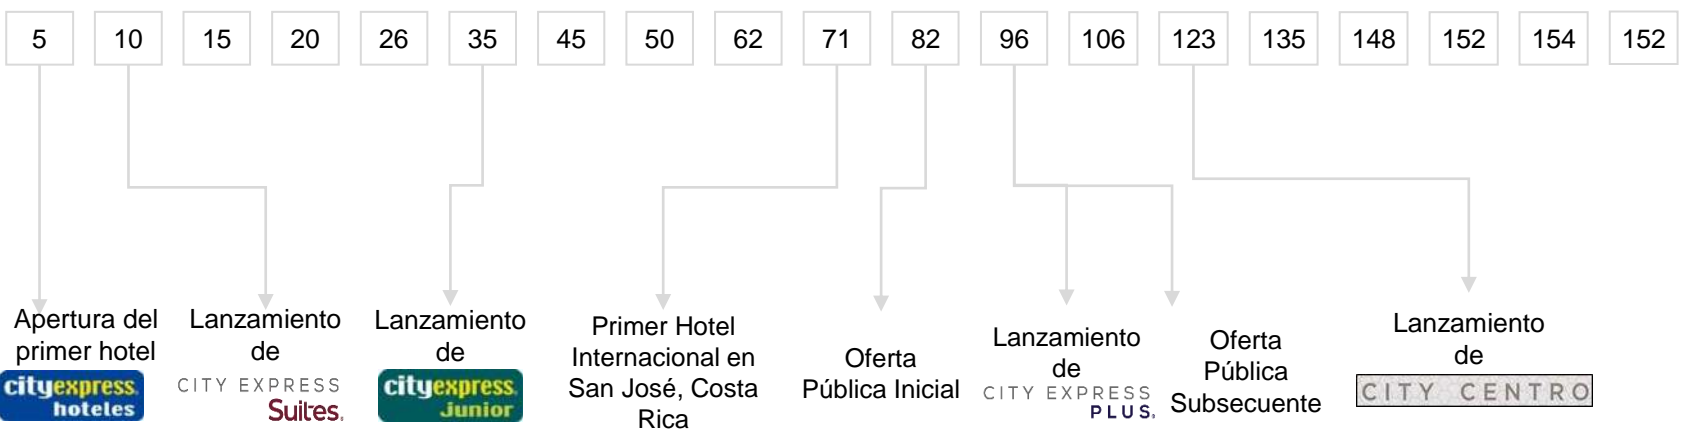 5 10 15 20 26 35 45 50 62 71 82 96 106 123 135 148 152 154 152
Apertura del
primer hotel
cityexpress.
hoteles
Lanzamiento
de
CITY EXPRESS
Suites.
Lanzamiento
de
cityexpress.
Junior
Primer Hotel
Internacional en
San José, Costa
Rica
Oferta
Pública Inicial
Lanzamiento
de
CITY EXPRESS
PLUS.
Oferta
Pública
Subsecuente
Lanzamiento
de
CITY CENTRO